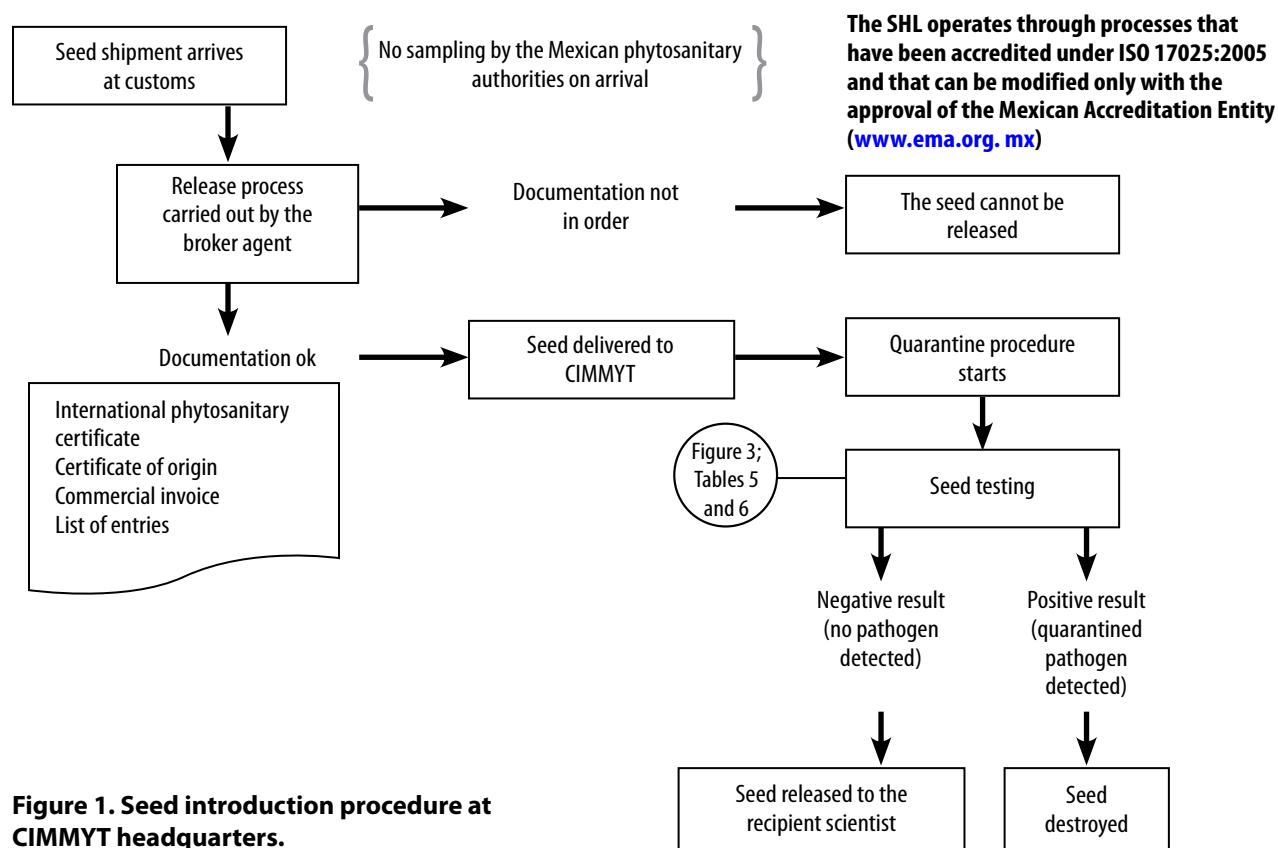 Seed shipment arrives
at customs
No sampling by the Mexican phytosanitary
authorities on arrival
The SHL operates through processes that
have been accredited under ISO 17025:2005
and that can be modified only with the
approval of the Mexican Accreditation Entity
(www.ema.org. mx)
Release process
carried out by the
broker agent
Documentation not
in order
The seed cannot be
released
Documentation ok
Seed delivered to
CIMMYT
Quarantine procedure
starts
International phytosanitary
certificate
Certificate of origin
Commercial invoice
List of entries
Figure 3;
Tables 5
and 6
Seed testing
Negative result
(no pathogen
detected)
Positive result
(quarantined
pathogen
detected)
Seed released to the
recipient scientist
Seed
destroyed
Figure 1. Seed introduction procedure at
CIMMYT headquarters.